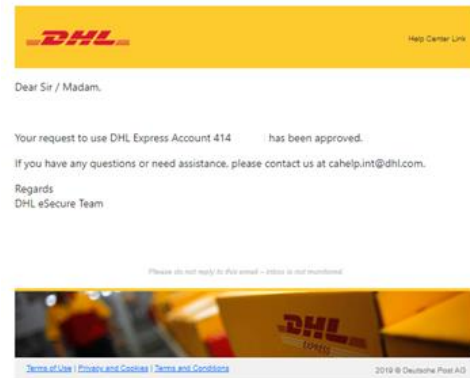 DHL
Help Center Link
Dear Sir / Madam,
Your request to use DHL Express Account 414 has been approved.
If you have any questions or need assistance, please contact us at cahelp.int@dhl.com.
Regards
DHL eSecure Team
Please do not reply to this email – inbox is not monitored.
DHL
EXPRESS
Terms of Use | Privacy and Cookies | Terms and Conditions
2019 © Deutsche Post AG